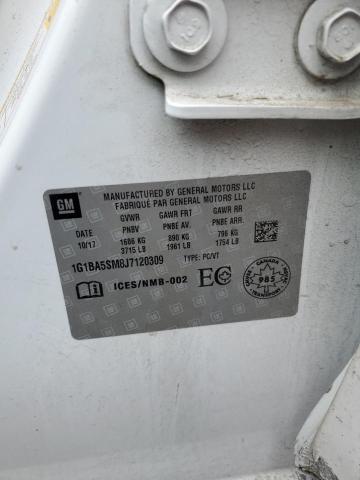 GM
MANUFACTURED BY GENERAL MOTORS LLC
FABRIQUÉ PAR GENERAL MOTORS LLC
GVWR GAWR FRT GAWR RR
DATE PNBV PNBE AV. PNBE ARR.
10/17 1686 KG 890 KG 796 KG
3715 LB 1961 LB 1754 LB
1G1BA5SM8J7120309 TYPE: PC/VT
ICES/NMB-002 EC
CANADA
985